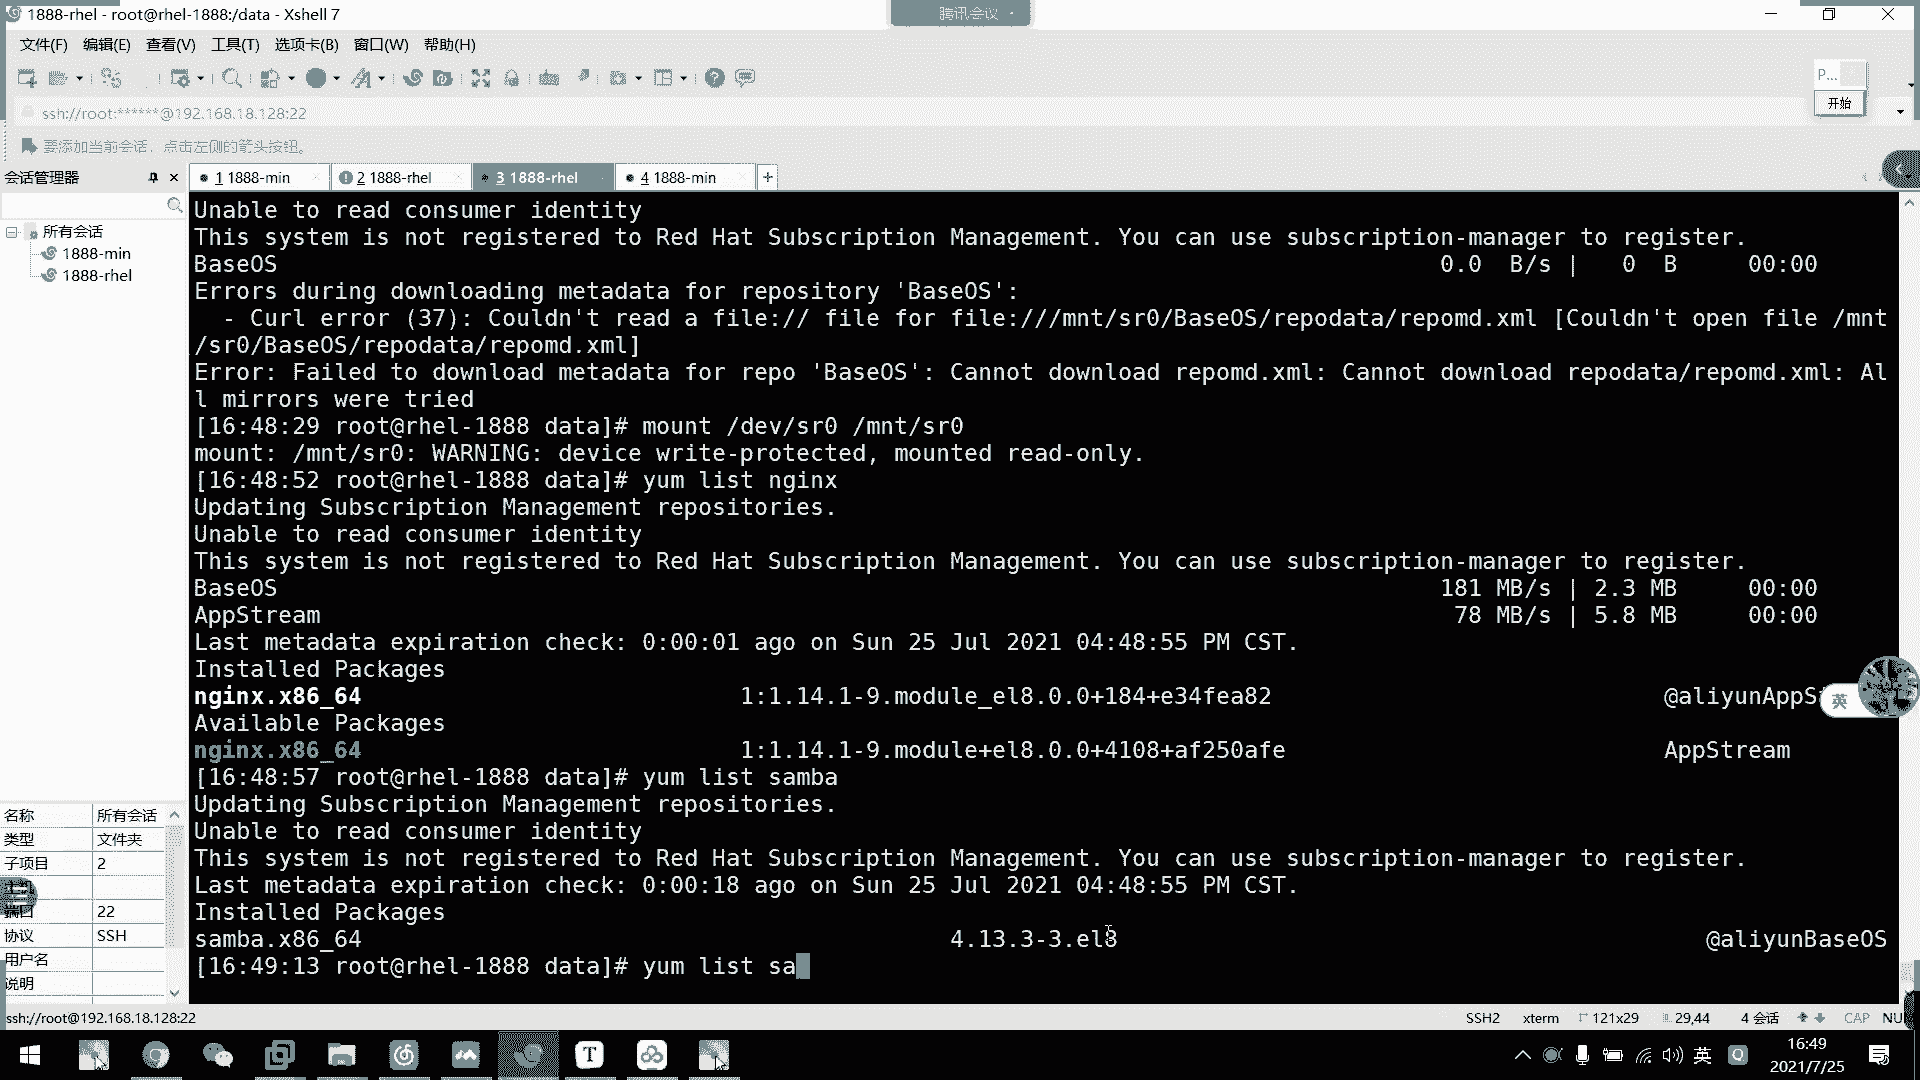 1888-rhel - root@rhel-1888:/data - Xshell 7
腾讯会议
文件(F) 编辑(E) 查看(V) 工具(T) 选项卡(B) 窗口(W) 帮助(H)
P...
开始
ssh://root:******@192.168.18.128:22
要添加当前会话，点击左侧的箭头按钮。
会话管理器
1 1888-min
2 1888-rhel
3 1888-rhel
4 1888-min
所有会话
1888-min
1888-rhel
Unable to read consumer identity
This system is not registered to Red Hat Subscription Management. You can use subscription-manager to register.
BaseOS 0.0 B/s | 0 B 00:00
Errors during downloading metadata for repository 'BaseOS':
- Curl error (37): Couldn't read a file:// file for file:///mnt/sr0/BaseOS/repodata/repomd.xml [Couldn't open file /mnt
/sr0/BaseOS/repodata/repomd.xml]
Error: Failed to download metadata for repo 'BaseOS': Cannot download repomd.xml: Cannot download repodata/repomd.xml: Al
l mirrors were tried
[16:48:29 root@rhel-1888 data]# mount /dev/sr0 /mnt/sr0
mount: /mnt/sr0: WARNING: device write-protected, mounted read-only.
[16:48:52 root@rhel-1888 data]# yum list nginx
Updating Subscription Management repositories.
Unable to read consumer identity
This system is not registered to Red Hat Subscription Management. You can use subscription-manager to register.
BaseOS 181 MB/s | 2.3 MB 00:00
AppStream 78 MB/s | 5.8 MB 00:00
Last metadata expiration check: 0:00:01 ago on Sun 25 Jul 2021 04:48:55 PM CST.
Installed Packages
nginx.x86_64 1:1.14.1-9.module_el8.0.0+184+e34fea82 @aliyunAppS
Available Packages
nginx.x86_64 1:1.14.1-9.module+el8.0.0+4108+af250afe AppStream
[16:48:57 root@rhel-1888 data]# yum list samba
Updating Subscription Management repositories.
Unable to read consumer identity
This system is not registered to Red Hat Subscription Management. You can use subscription-manager to register.
Last metadata expiration check: 0:00:18 ago on Sun 25 Jul 2021 04:48:55 PM CST.
Installed Packages
samba.x86_64 4.13.3-3.el8 @aliyunBaseOS
[16:49:13 root@rhel-1888 data]# yum list sa
英
名称 所有会话
类型 文件夹
子项目 2
端口 22
协议 SSH
用户名
说明
ssh://root@192.168.18.128:22
SSH2 xterm 121x29 29,44 4 会话 CAP NU
英
16:49
2021/7/25